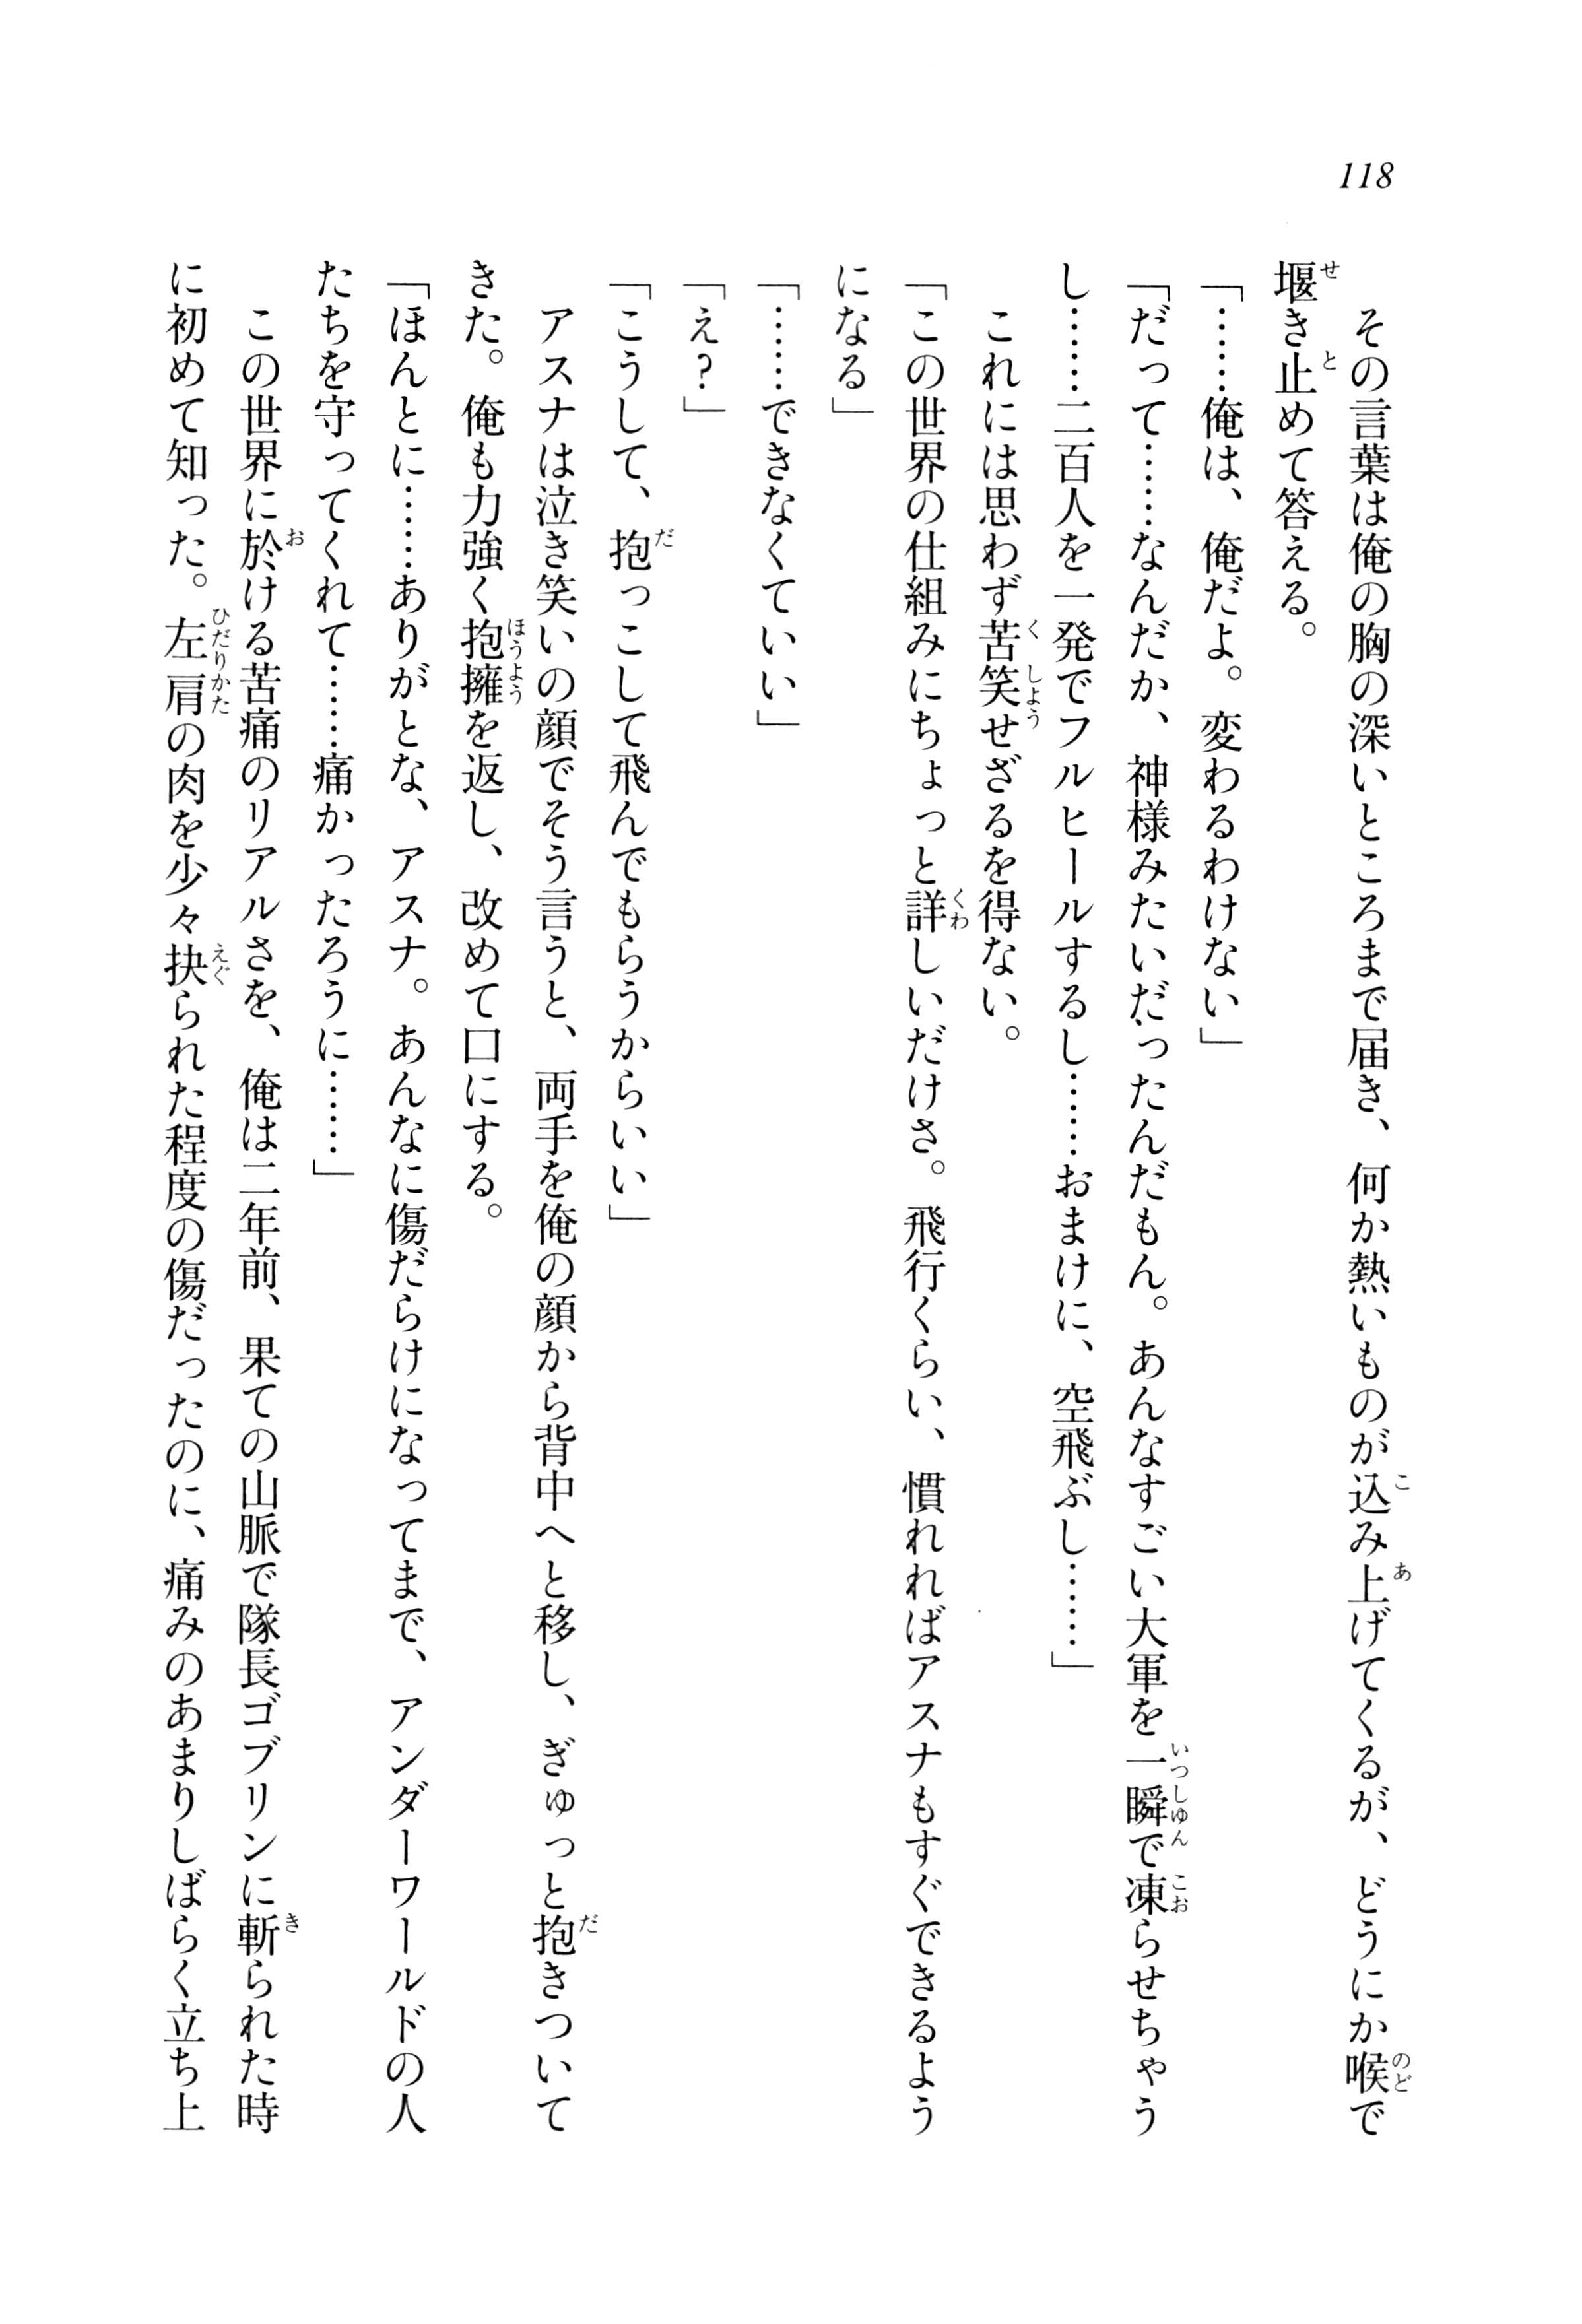 118
その言葉は俺の胸の深いところまで届き、何か熱いものが込み上げてくるが、どうにか喉で
堰き止めて答える。
「……俺は、俺だよ。変わるわけない」
「だって……なんだか、神様みたいだったんだもん。あんなすごい大軍を一瞬で凍らせちゃう
し……二百人を一発でフルヒールするし……おまけに、空飛ぶし……」
これには思わず苦笑せざるを得ない。
「この世界の仕組みにちょっと詳しいだけさ。飛行くらい、慣れればアスナもすぐできるよう
になる」
「……できなくていい」
「え？」
「こうして、抱っこして飛んでもらうからいい」
アスナは泣き笑いの顔でそう言うと、両手を俺の顔から背中へと移し、ぎゅっと抱きついて
きた。俺も力強く抱擁を返し、改めて口にする。
「ほんとに……ありがとな、アスナ。あんなに傷だらけになってまで、アンダーワールドの人
たちを守ってくれて……痛かったろうに……」
この世界に於ける苦痛のリアルさを、俺は二年前、果ての山脈で隊長ゴブリンに斬られた時
に初めて知った。左肩の肉を少々抉られた程度の傷だったのに、痛みのあまりしばらく立ち上